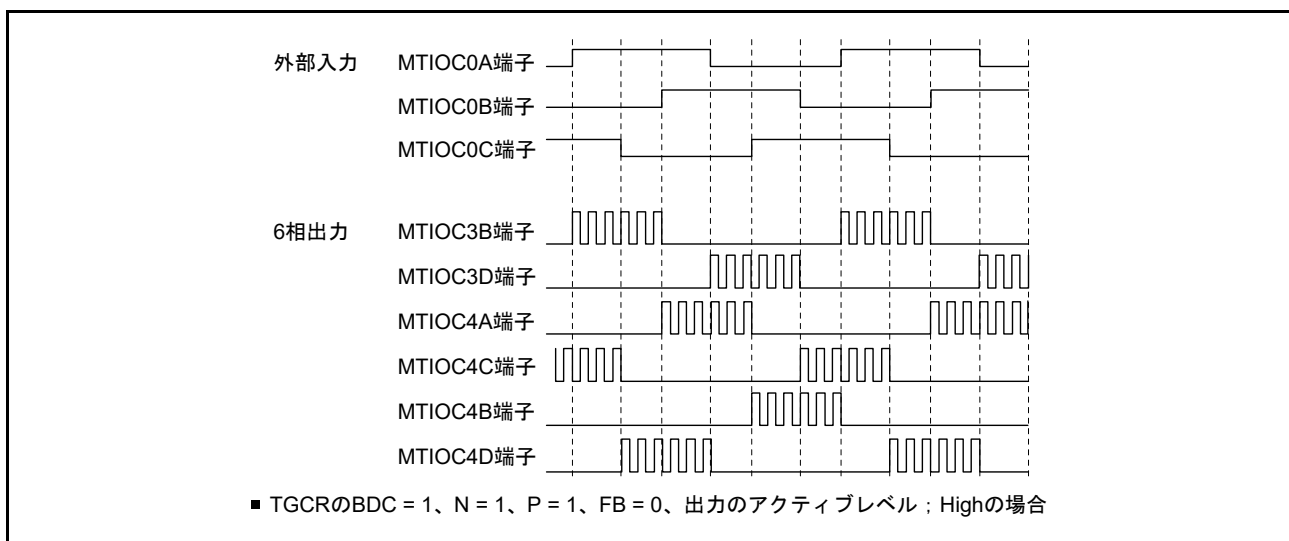 外部入力 MTIOC0A端子
MTIOC0B端子
MTIOC0C端子
6相出力 MTIOC3B端子
MTIOC3D端子
MTIOC4A端子
MTIOC4C端子
MTIOC4B端子
MTIOC4D端子
■ TGCRのBDC = 1、N = 1、P = 1、FB = 0、出力のアクティブレベル ; Highの場合